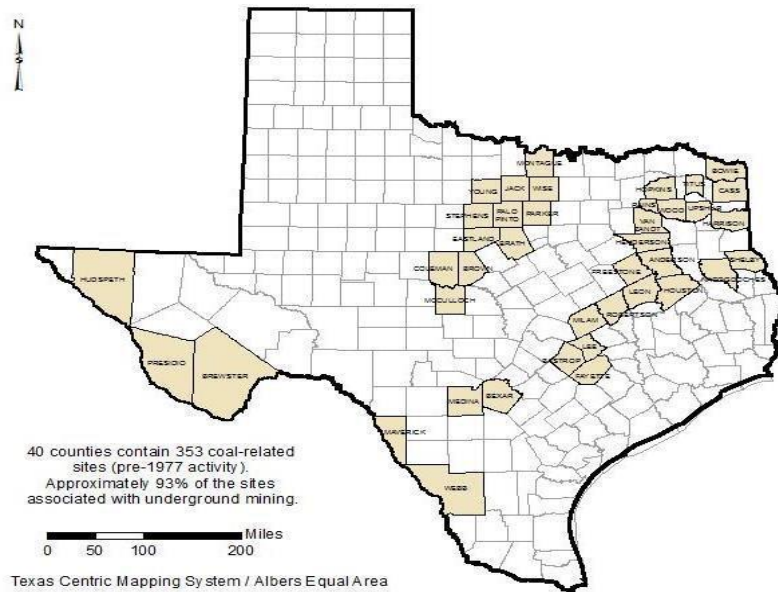 N
MONTAGUE
BOWIE
YOUNG
JACK
WISE
HOPKINS
TITUS
CASS
STEPHENS
PALO
PINTO
PARKER
RAINS
WOOD
UPSHUR
HARRISON
VAN
ZANDT
EASTLAND
ERATH
HENDERSON
COLEMAN
BROWN
ANDERSON
SHELBY
HUDSPETH
FREESTONE
NACOGDOCHES
MCCULLOCH
LEON
HOUSTON
MILAM
ROBERTSON
LEE
BASTROP
FAYETTE
PRESIDIO
BREWSTER
MEDINA
BEXAR
MAVERICK
WEBB
40 counties contain 353 coal-related
sites (pre-1977 activity).
Approximately 93% of the sites
associated with underground mining.
Miles
0 50 100 200
Texas Centric Mapping System / Albers Equal Area